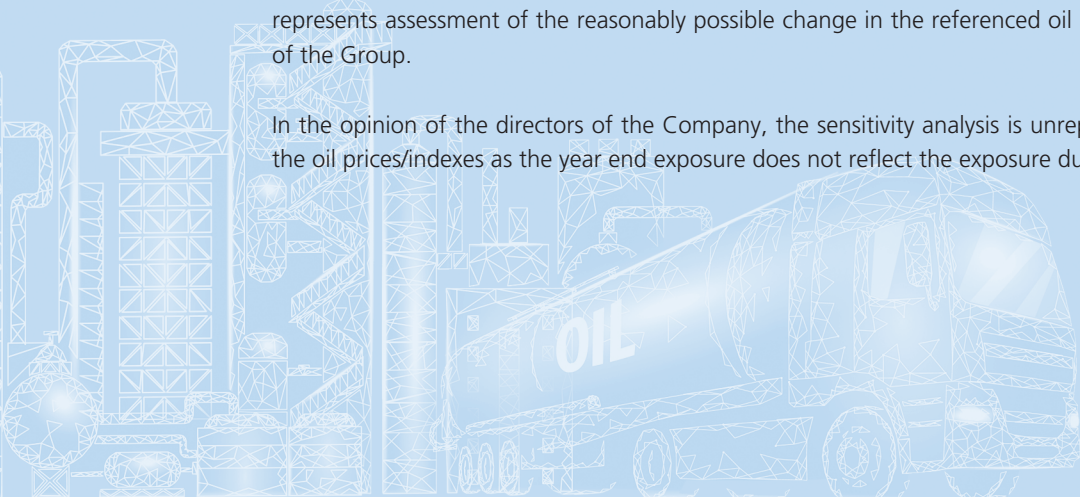 represents assessment of the reasonably possible change in the referenced oil
of the Group.
In the opinion of the directors of the Company, the sensitivity analysis is
the oil prices/indexes as the year end exposure does not reflect the exposure
OIL